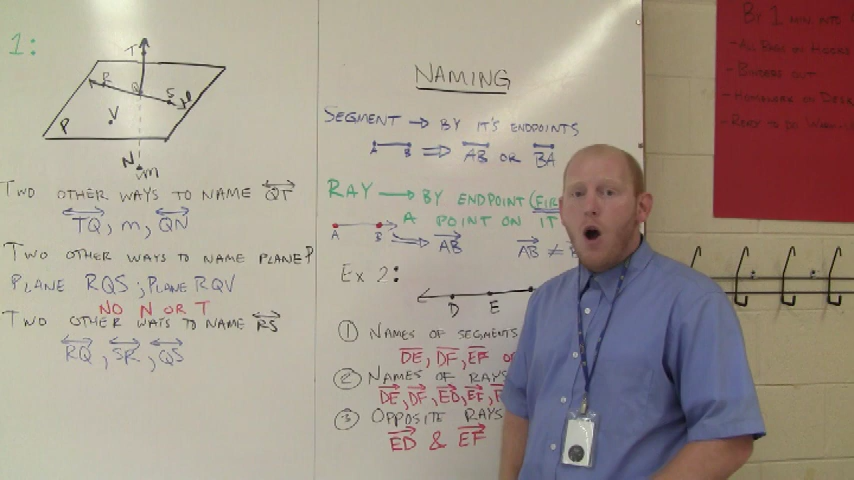 1:
T
R
Q
S
P
V
N
m
TWO OTHER WAYS TO NAME QT
TQ, m, QN
TWO OTHER WAYS TO NAME PLANE P
PLANE RQS ; PLANE RQV
NO N OR T
TWO OTHER WAYS TO NAME RS
RQ, SR, QS
NAMING
SEGMENT → BY IT'S ENDPOINTS
A B ⇒ AB OR BA
RAY → BY ENDPOINT
A POINT ON IT
A B ⇒ AB
AB ≠
EX 2:
D E
① NAMES OF SEGMENTS
DE, DF, EF
② NAMES OF RAYS
DE, DF, ED, EF,
③ OPPOSITE RAYS
ED & EF
BY 1 MIN. INTO
-
- BINDERS OUT
- HOMEWORK ON DESK
- READY TO DO